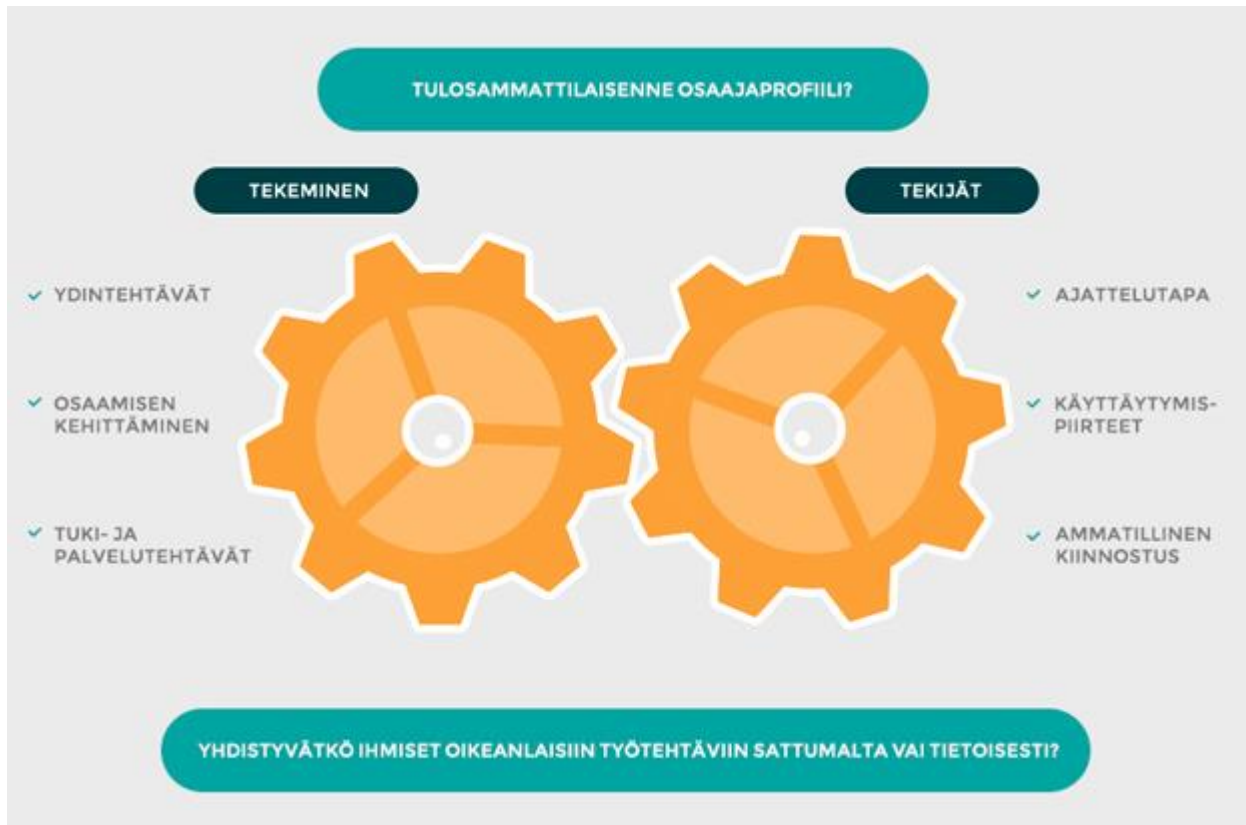 TULOSAMMATTILAISENNE OSAAJAPROFIILI?
TEKEMINEN
YDINTEHTÄVÄT
OSAAMISEN
KEHITTÄMINEN
TUKI- JA
PALVELUTEHTÄVÄT
TEKIJÄT
AJATTELUTAPA
KÄYTTÄYTYMIS-
PIIRTEET
AMMATILLINEN
KIINNOSTUS
YHDISTYVÄTKÖ IHMISET OIKEANLAISIIN TYÖTEHTÄVIIN SATTUMALTA VAI TIETOISESTI?